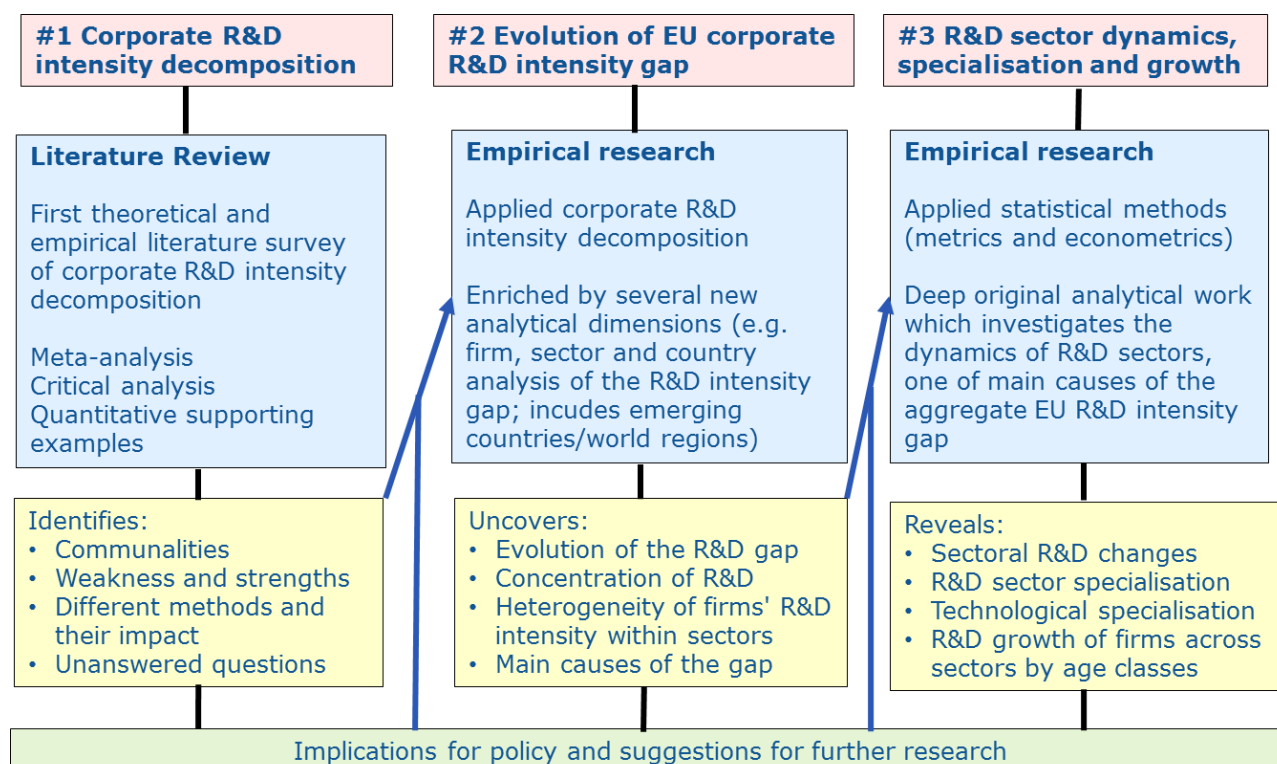 #1 Corporate R&D
intensity decomposition
Literature Review
First theoretical and
empirical literature survey
of corporate R&D intensity
decomposition
Meta-analysis
Critical analysis
Quantitative supporting
examples
Identifies:
• Communalities
• Weakness and strengths
• Different methods and
their impact
• Unanswered questions
#2 Evolution of EU corporate
R&D intensity gap
Empirical research
Applied corporate R&D
intensity decomposition
Enriched by several new
analytical dimensions (e.g.
firm, sector and country
analysis of the R&D intensity
gap; incudes emerging
countries/world regions)
Uncovers:
• Evolution of the R&D gap
• Concentration of R&D
• Heterogeneity of firms' R&D
intensity within sectors
• Main causes of the gap
#3 R&D sector dynamics,
specialisation and growth
Empirical research
Applied statistical methods
(metrics and econometrics)
Deep original analytical work
which investigates the
dynamics of R&D sectors,
one of main causes of the
aggregate EU R&D intensity
gap
Reveals:
• Sectoral R&D changes
• R&D sector specialisation
• Technological specialisation
• R&D growth of firms across
sectors by age classes
Implications for policy and suggestions for further research